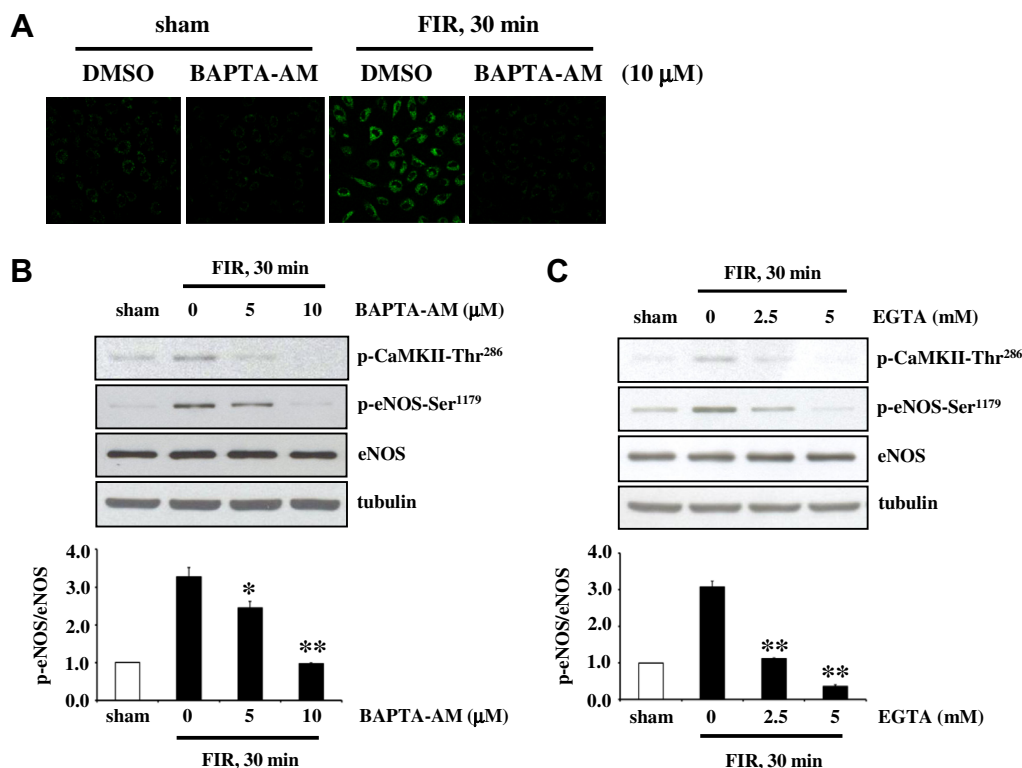 A
sham FIR, 30 min
DMSO BAPTA-AM DMSO BAPTA-AM (10 μM)
B
FIR, 30 min
sham 0 5 10 BAPTA-AM (μM)
p-CaMKII-Thr286
p-eNOS-Ser1179
eNOS
tubulin
p-eNOS/eNOS
4.0
3.0
2.0
1.0
0.0
*
**
sham 0 5 10 BAPTA-AM (μM)
FIR, 30 min
C
FIR, 30 min
sham 0 2.5 5 EGTA (mM)
p-CaMKII-Thr286
p-eNOS-Ser1179
eNOS
tubulin
p-eNOS/eNOS
4.0
3.0
2.0
1.0
0.0
**
**
sham 0 2.5 5 EGTA (mM)
FIR, 30 min